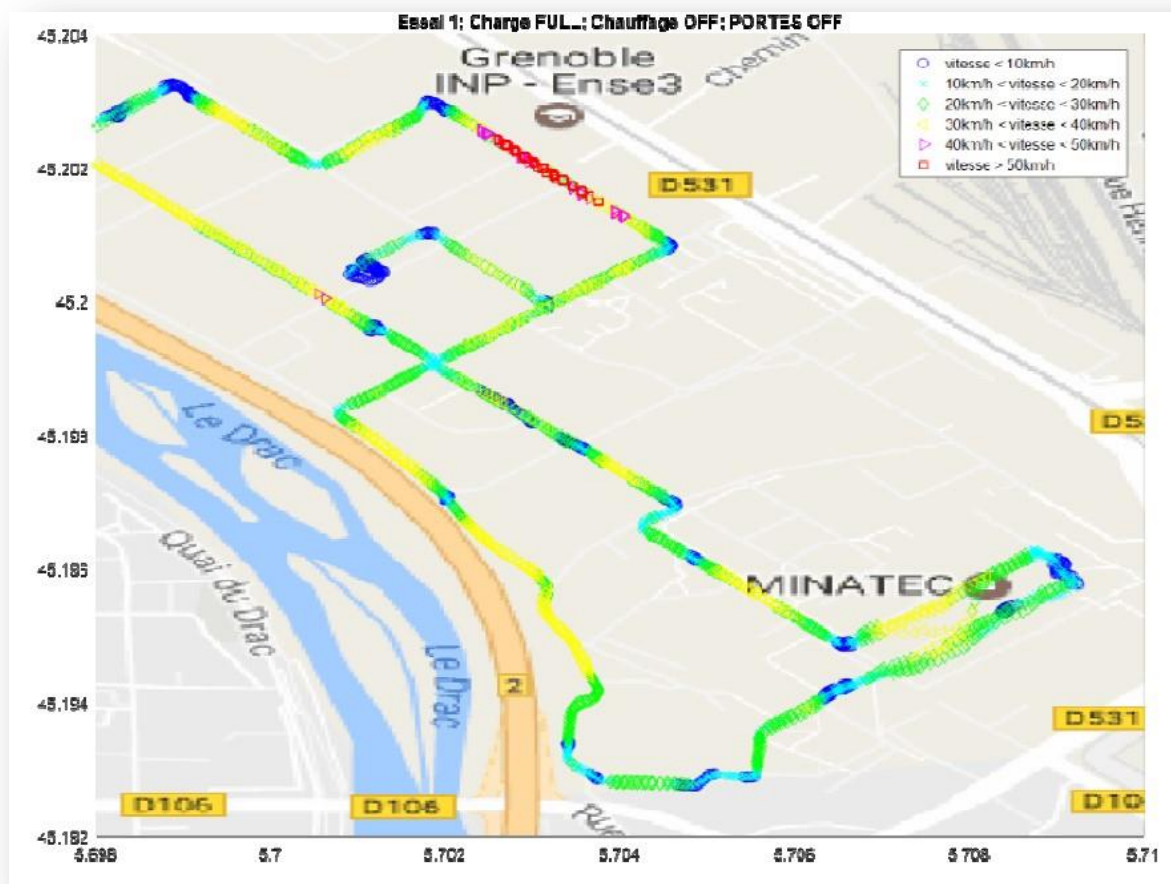 Essai 1; Charge FULL; Chauffage OFF; PORTES OFF
45.204
Grenoble
INP - Ense3
Chemin
vitesse < 10km/h
10km/h < vitesse < 20km/h
20km/h < vitesse < 30km/h
30km/h < vitesse < 40km/h
40km/h < vitesse < 50km/h
vitesse > 50km/h
45.202
D531
45.2
Le Drac
45.198
D5
Quai du Drac
45.196
MINATEC
Le Drac
2
45.194
D531
D106
D106
Rue
D10
45.192
5.698
5.7
5.702
5.704
5.706
5.708
5.71